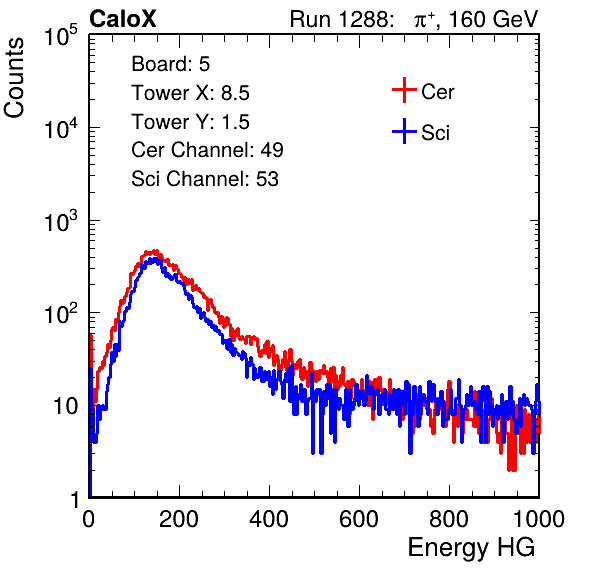 CaloX Run 1288: π⁺, 160 GeV
Board: 5
Tower X: 8.5
Tower Y: 1.5
Cer Channel: 49
Sci Channel: 53
Cer
Sci
Counts
10⁵
10⁴
10³
10²
10
1
0 200 400 600 800 1000
Energy HG